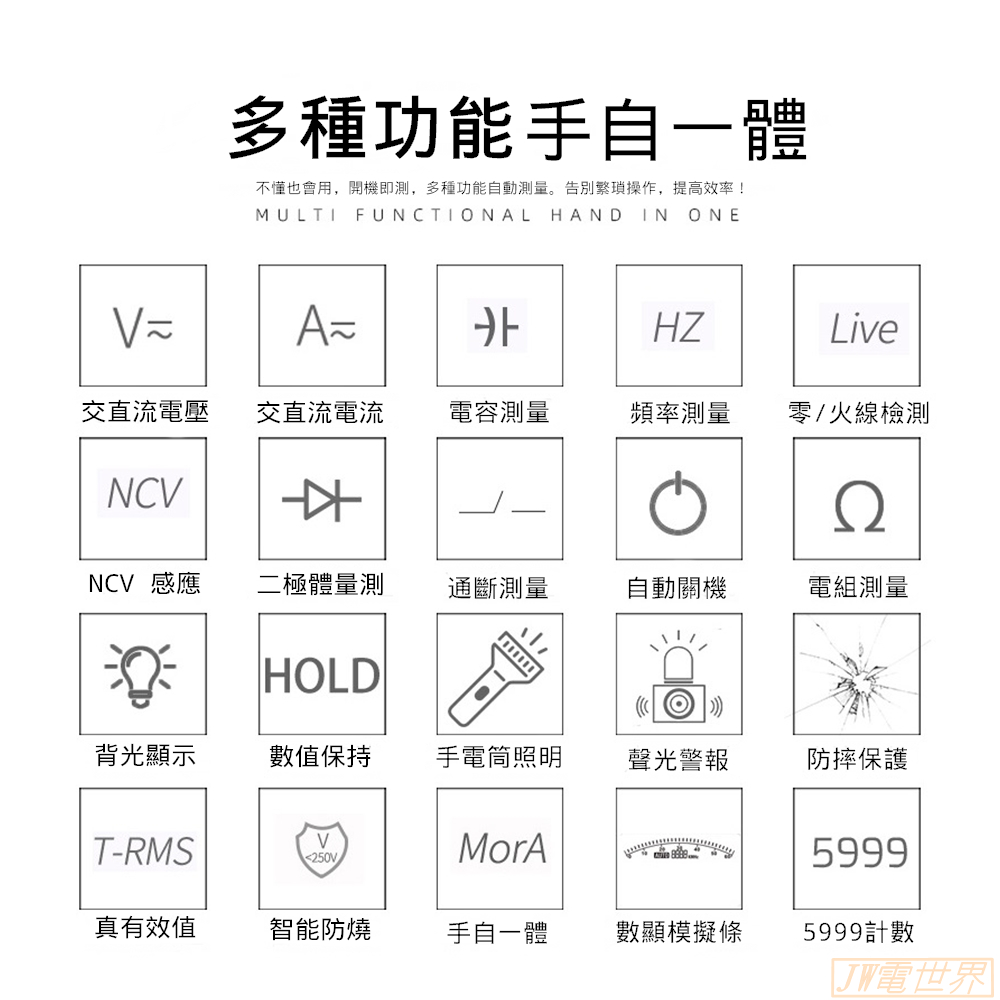 多種功能手自一體
不懂也會用，開機即測，多種功能自動測量。告別繁瑣操作，提高效率！
MULTI FUNCTIONAL HAND IN ONE
V A HZ Live
交直流電壓 交直流電流 電容測量 頻率測量 零/火線檢測
NCV Ω
NCV 感應 二極體量測 通斷測量 自動關機 電組測量
HOLD
背光顯示 數值保持 手電筒照明 聲光警報 防摔保護
T-RMS V <250V MorA 0 10 20 30 40 50 60 AUTO 5999
真有效值 智能防燒 手自一體 數顯模擬條 5999計數
JW電世界